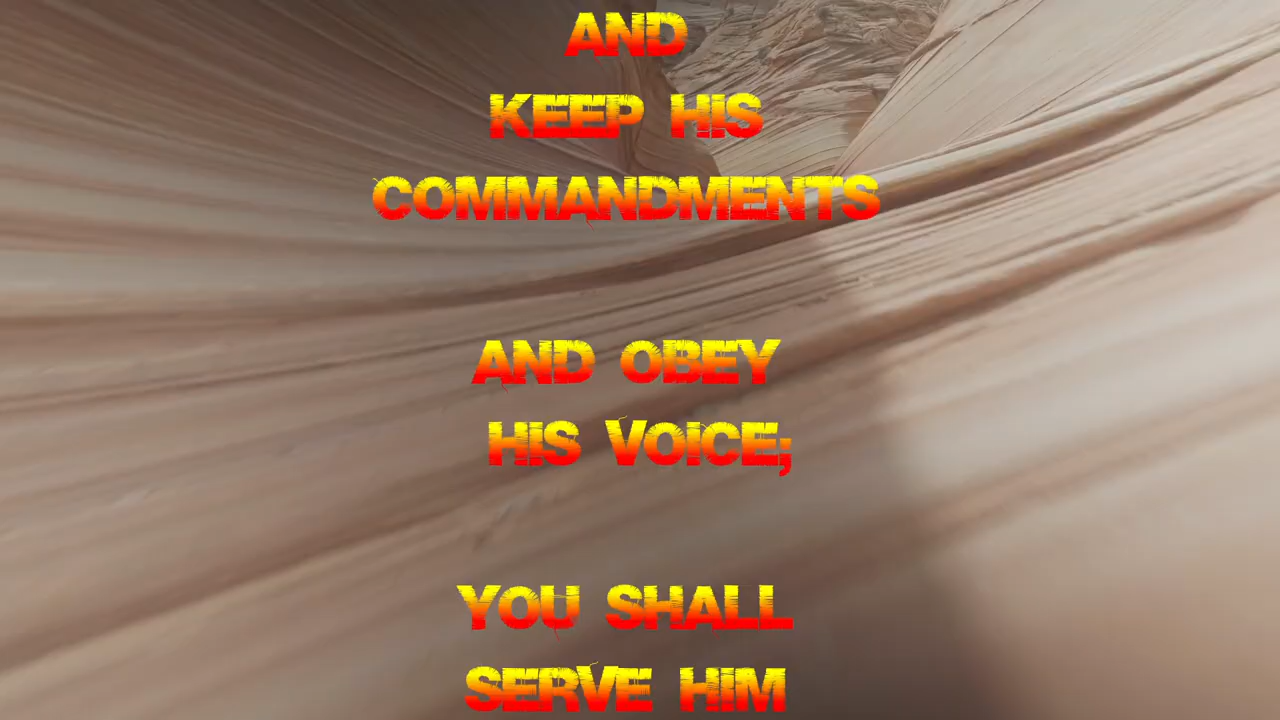 AND
KEEP HIS
COMMANDMENTS
AND OBEY
HIS VOICE;
YOU SHALL
SERVE HIM